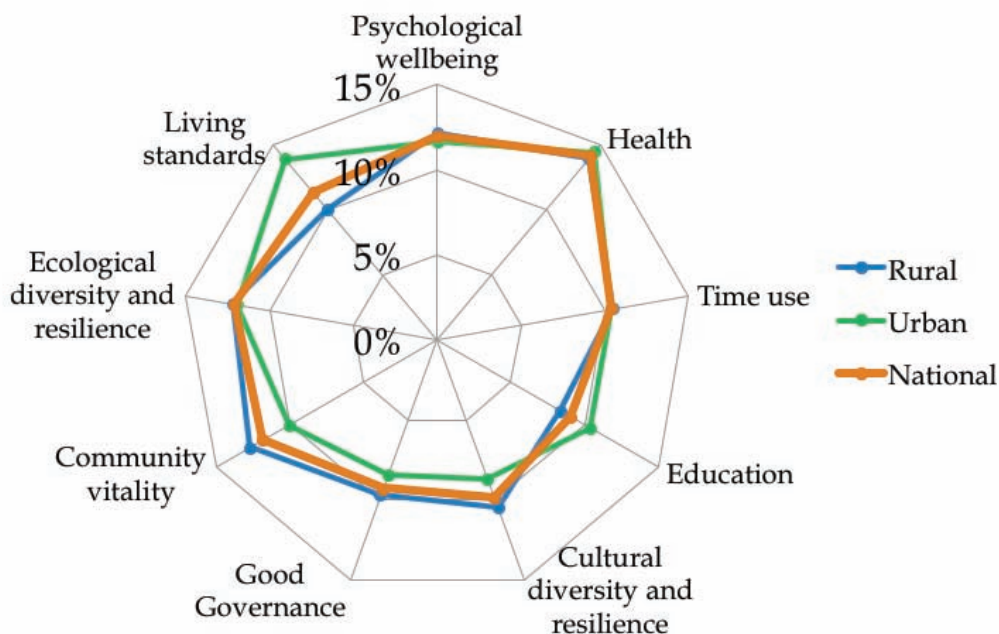 Psychological
wellbeing
15%
Health
Living
standards
10%
5%
Ecological
diversity and
resilience
Time use
0%
Rural
Urban
National
Community
vitality
Education
Good
Governance
Cultural
diversity and
resilience